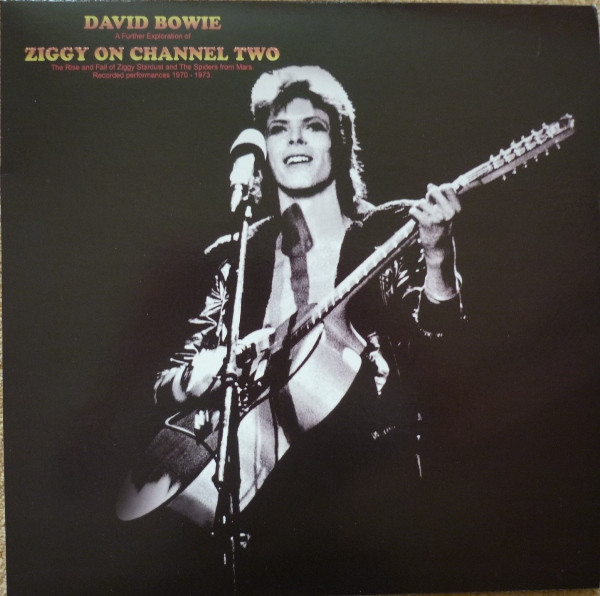 DAVID BOWIE
A Further Exploration of
ZIGGY ON CHANNEL TWO
The Rise and Fall of Ziggy Stardust and The Spiders from Mars
Recorded performances 1970 - 1973